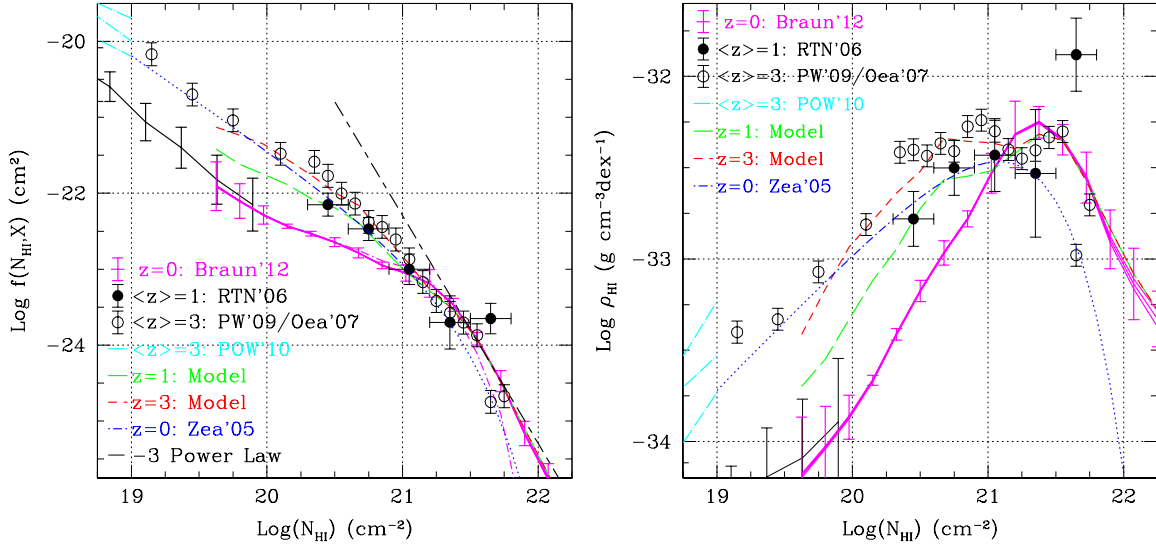 Log f(N_HI,X) (cm²)
−20
−21
−22
−23
−24
z=0: Braun'12
<z>=1: RTN'06
<z>=3: PW'09/Oea'07
<z>=3: POW'10
z=1: Model
z=3: Model
z=0: Zea'05
−3 Power Law
19
20
21
22
Log(N_HI) (cm⁻²)
Log ρ_HI (g cm⁻³dex⁻¹)
−32
−33
−34
z=0: Braun'12
<z>=1: RTN'06
<z>=3: PW'09/Oea'07
<z>=3: POW'10
z=1: Model
z=3: Model
z=0: Zea'05
19
20
21
22
Log(N_HI) (cm⁻²)